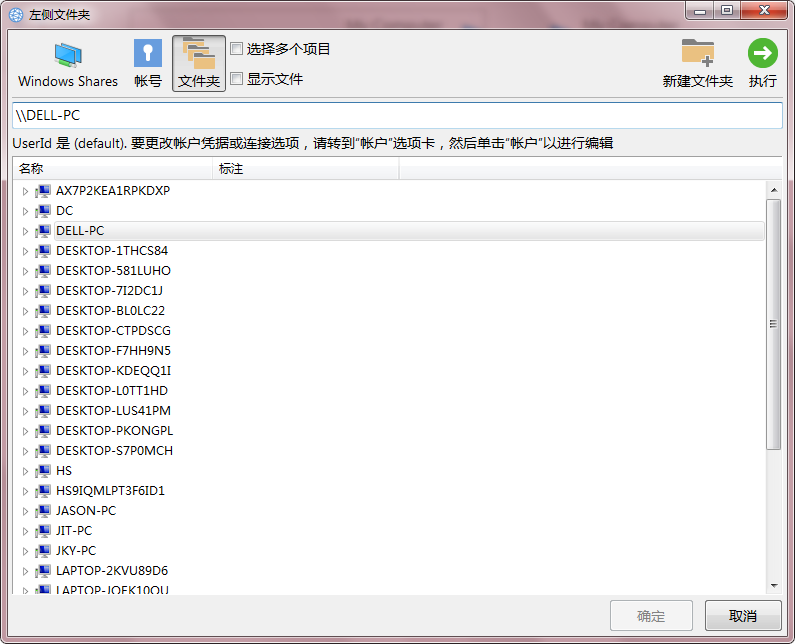 左侧文件夹
Windows Shares
帐号
文件夹
选择多个项目
显示文件
新建文件夹
执行
\\DELL-PC
UserId 是 (default). 要更改帐户凭据或连接选项，请转到"帐户"选项卡，然后单击"帐户"以进行编辑
名称 标注
AX7P2KEA1RPKDXP
DC
DELL-PC
DESKTOP-1THCS84
DESKTOP-581LUHO
DESKTOP-7I2DC1J
DESKTOP-BL0LC22
DESKTOP-CTPDSCG
DESKTOP-F7HH9N5
DESKTOP-KDEQQ1I
DESKTOP-L0TT1HD
DESKTOP-LUS41PM
DESKTOP-PKONGPL
DESKTOP-S7P0MCH
HS
HS9IQMLPT3F6ID1
JASON-PC
JIT-PC
JKY-PC
LAPTOP-2KVU89D6
确定
取消